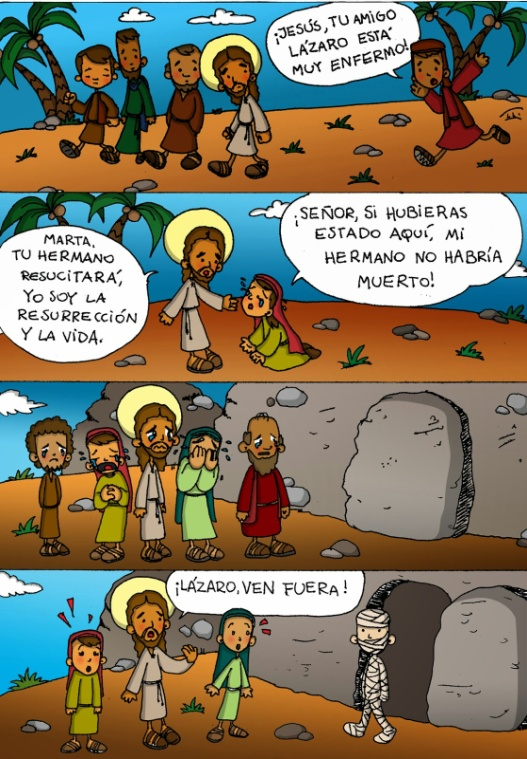 ¡JESÚS, TU AMIGO
LÁZARO ESTÁ
MUY ENFERMO!
¡SEÑOR, SI HUBIERAS
ESTADO AQUÍ, MI
HERMANO NO HABRÍA
MUERTO!
MARTA,
TU HERMANO
RESUCITARÁ,
YO SOY LA
RESURRECCIÓN
Y LA VIDA.
¡LÁZARO, VEN FUERA!